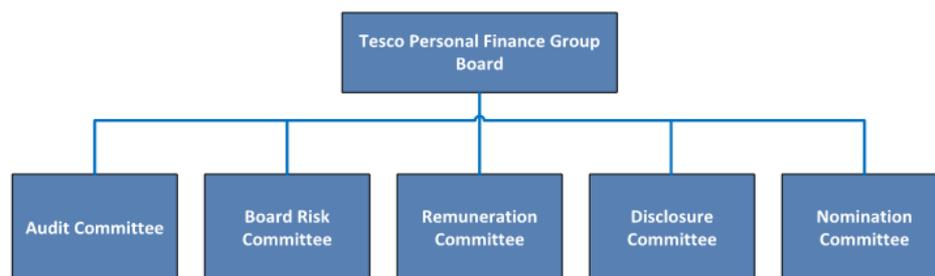 Tesco Personal Finance Group
Board
Audit Committee
Board Risk
Committee
Remuneration
Committee
Disclosure
Committee
Nomination
Committee